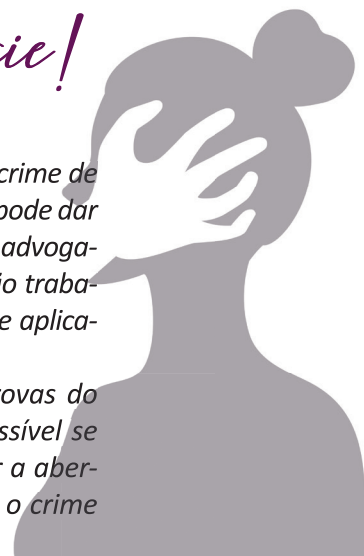 cie!
crime de
pode dar
advoga-
io traba-
e aplica-
ovas do
ssível se
r a aber-
o crime